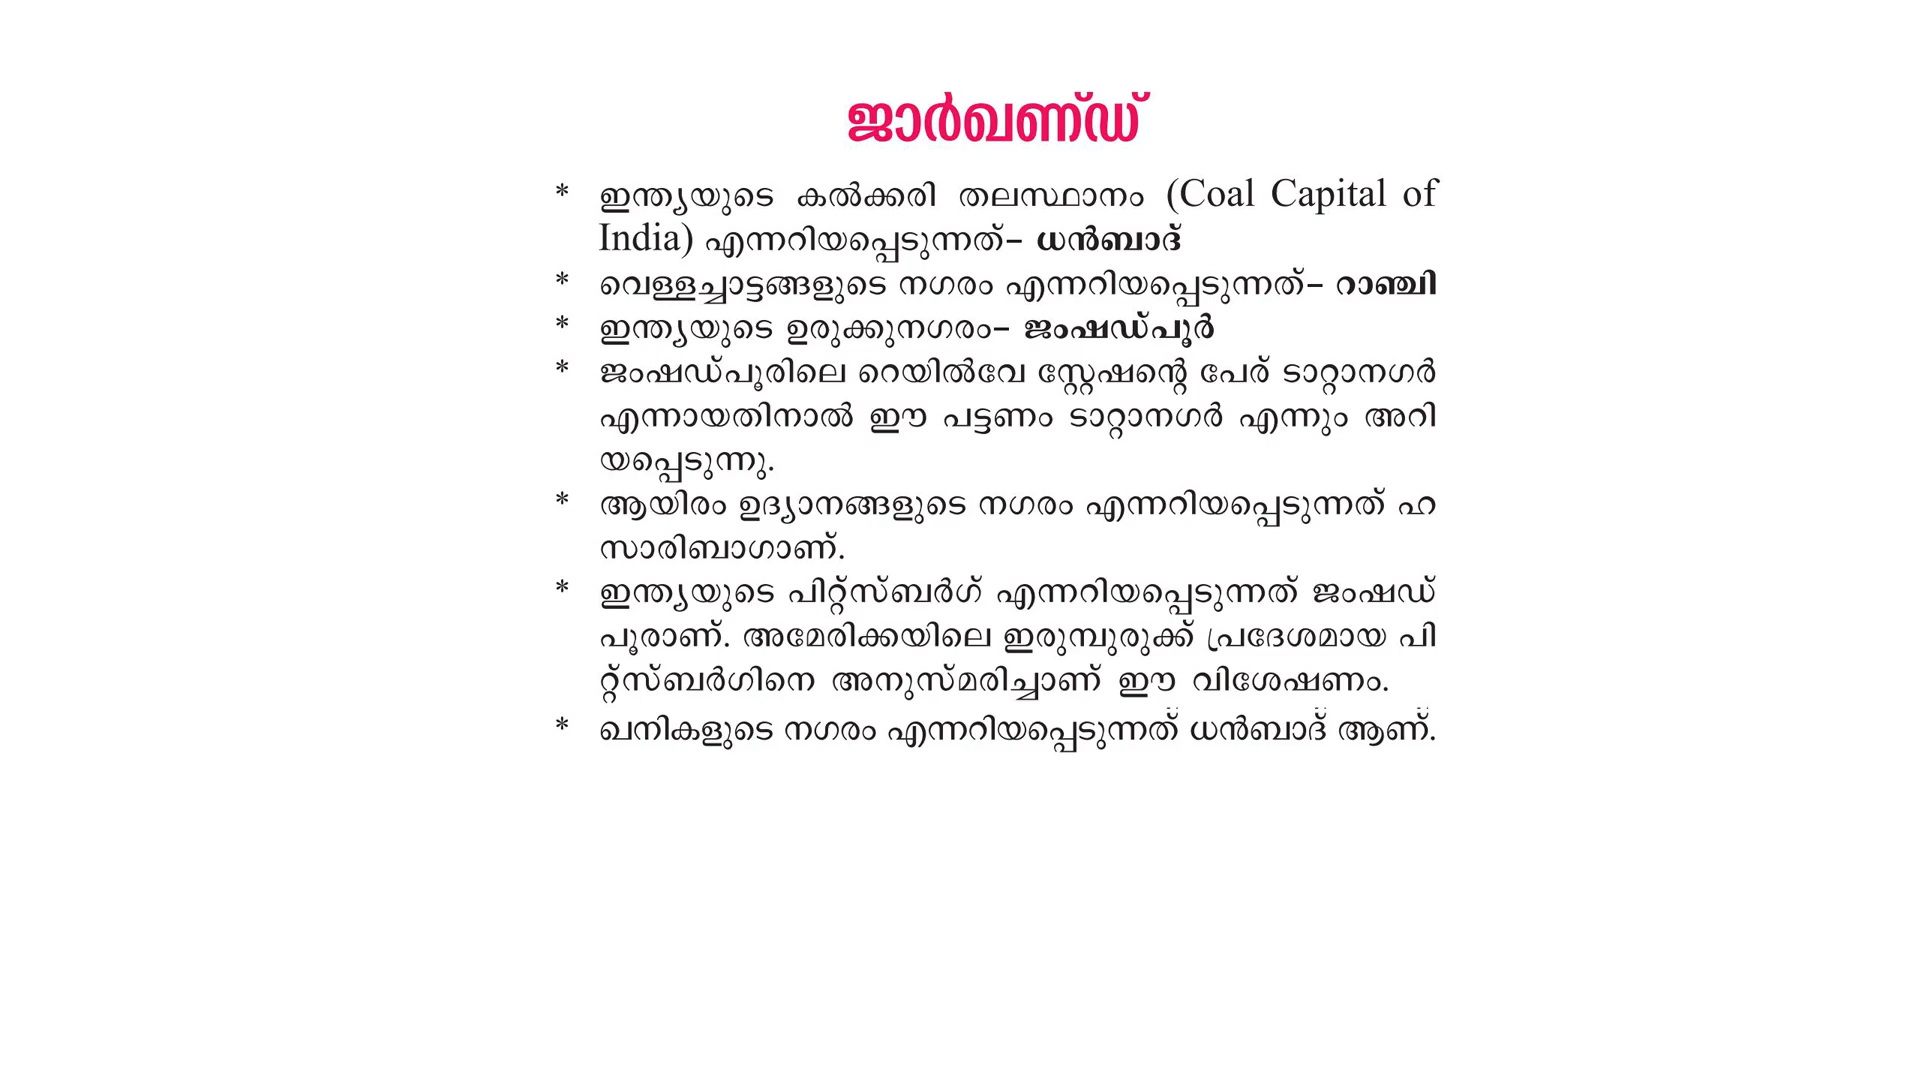 ജാർഖണ്ഡ്
* ഇന്ത്യയുടെ കൽക്കരി തലസ്ഥാനം (Coal Capital of
India) എന്നറിയപ്പെടുന്നത്- ധൻബാദ്
* വെള്ളച്ചാട്ടങ്ങളുടെ നഗരം എന്നറിയപ്പെടുന്നത്- റാഞ്ചി
* ഇന്ത്യയുടെ ഉരുക്കുനഗരം- ജംഷഡ്പൂർ
* ജംഷഡ്പൂരിലെ റെയിൽവേ സ്റ്റേഷന്റെ പേര് ടാറ്റാനഗർ
എന്നായതിനാൽ ഈ പട്ടണം ടാറ്റാനഗർ എന്നും അറി
യപ്പെടുന്നു.
* ആയിരം ഉദ്യാനങ്ങളുടെ നഗരം എന്നറിയപ്പെടുന്നത് ഹ
സാരിബാഗാണ്.
* ഇന്ത്യയുടെ പിറ്റ്സ്ബർഗ് എന്നറിയപ്പെടുന്നത് ജംഷഡ്
പൂരാണ്. അമേരിക്കയിലെ ഇരുമ്പുരുക്ക് പ്രദേശമായ പി
റ്റ്സ്ബർഗിനെ അനുസ്മരിച്ചാണ് ഈ വിശേഷണം.
* ഖനികളുടെ നഗരം എന്നറിയപ്പെടുന്നത് ധൻബാദ് ആണ്.